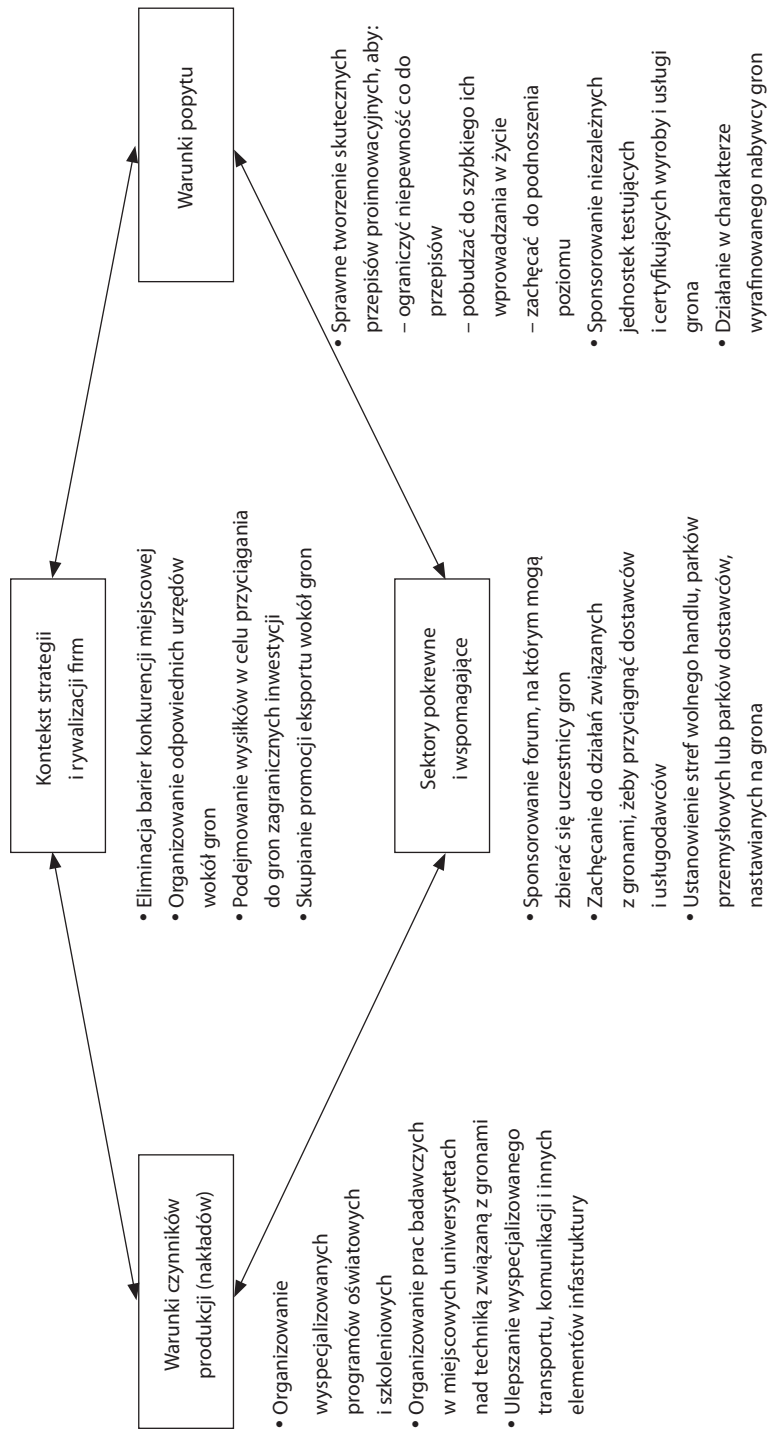 Kontekst strategii
i rywalizacji firm
• Eliminacja barier konkurencji miejscowej
• Organizowanie odpowiednich urzędów
wokół gron
• Podejmowanie wysiłków w celu przyciągania
do gron zagranicznych inwestycji
• Skupianie promocji eksportu wokół gron
Warunki czynników
produkcji (nakładów)
• Organizowanie
wyspecjalizowanych
programów oświatowych
i szkoleniowych
• Organizowanie prac badawczych
w miejscowych uniwersytetach
nad techniką związaną z gronami
• Ulepszanie wyspecjalizowanego
transportu, komunikacji i innych
elementów infastruktury
Warunki popytu
• Sprawne tworzenie skutecznych
przepisów proinnowacyjnych, aby:
– ograniczyć niepewność co do
przepisów
– pobudzać do szybkiego ich
wprowadzania w życie
– zachęcać do podnoszenia
poziomu
• Sponsorowanie niezależnych
jednostek testujących
i certyfikujących wyroby i usługi
grona
• Działanie w charakterze
wyrafinowanego nabywcy gron
Sektory pokrewne
i wspomagające
• Sponsorowanie forum, na którym mogą
zbierać się uczestnicy gron
• Zachęcanie do działań związanych
z gronami, żeby przyciągnąć dostawców
i usługodawców
• Ustanowienie stref wolnego handlu, parków
przemysłowych lub parków dostawców,
nastawianych na grona